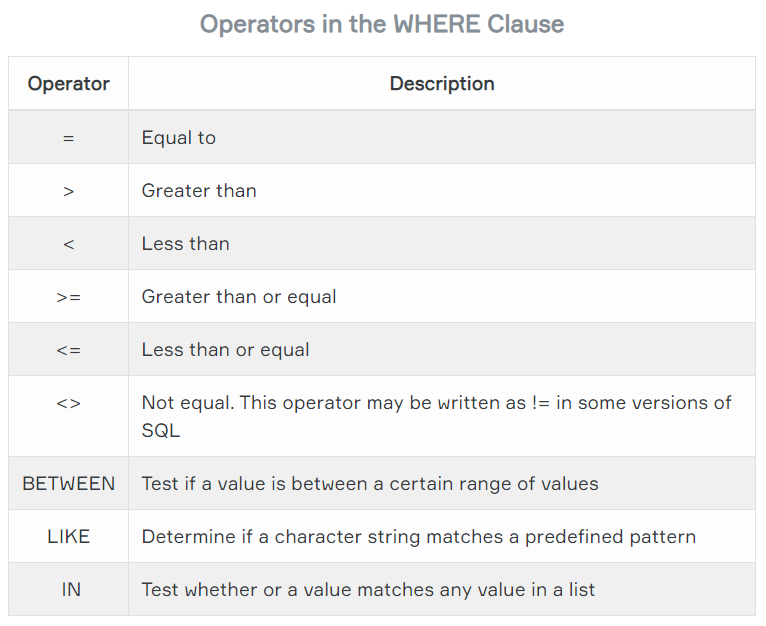 Operators in the WHERE Clause
Operator Description
= Equal to
> Greater than
< Less than
>= Greater than or equal
<= Less than or equal
<> Not equal. This operator may be written as != in some versions of
SQL
BETWEEN Test if a value is between a certain range of values
LIKE Determine if a character string matches a predefined pattern
IN Test whether or a value matches any value in a list